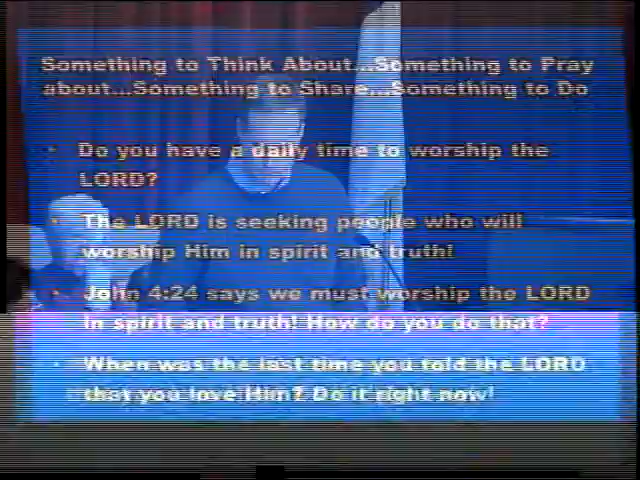 Something to Think About...Something to Pray
about...Something to Share...Something to Do
• Do you have a daily time to worship the
LORD?
• The LORD is seeking people who will
worship Him in spirit and truth!
• John 4:24 says we must worship the LORD
in spirit and truth! How do you do that?
• When was the last time you told the LORD
that you love Him? Do it right now!